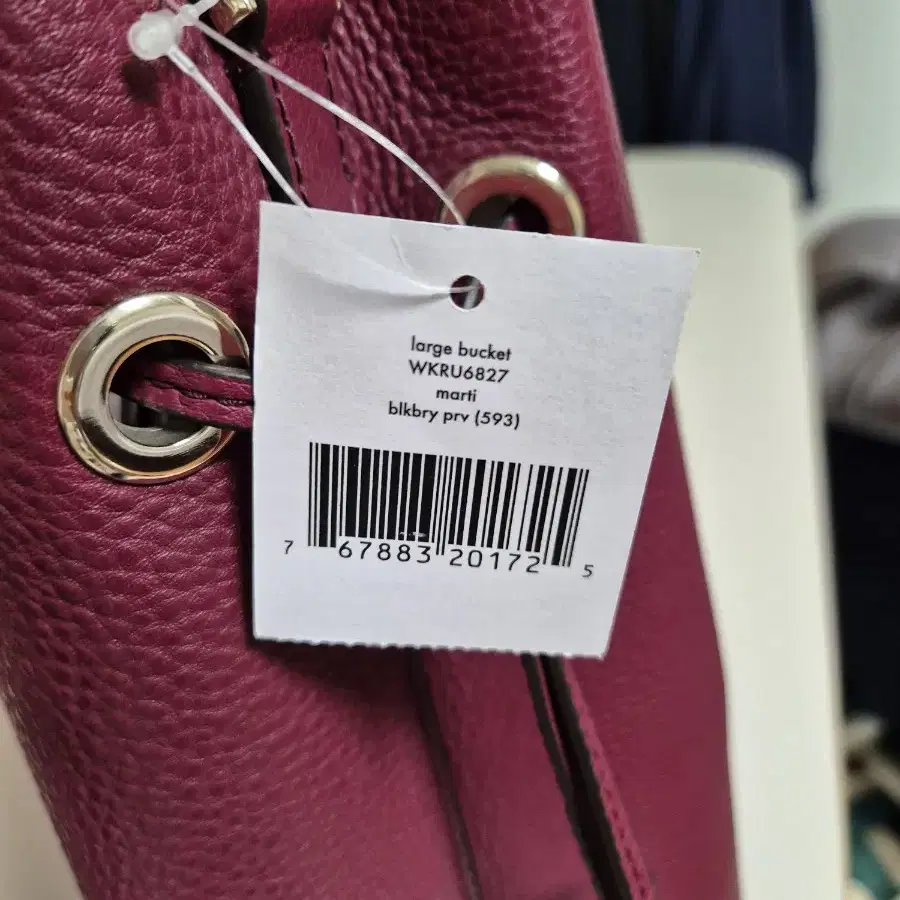 large bucket
WKRU6827
marti
blkbry prv (593)
7 67883 20172 5